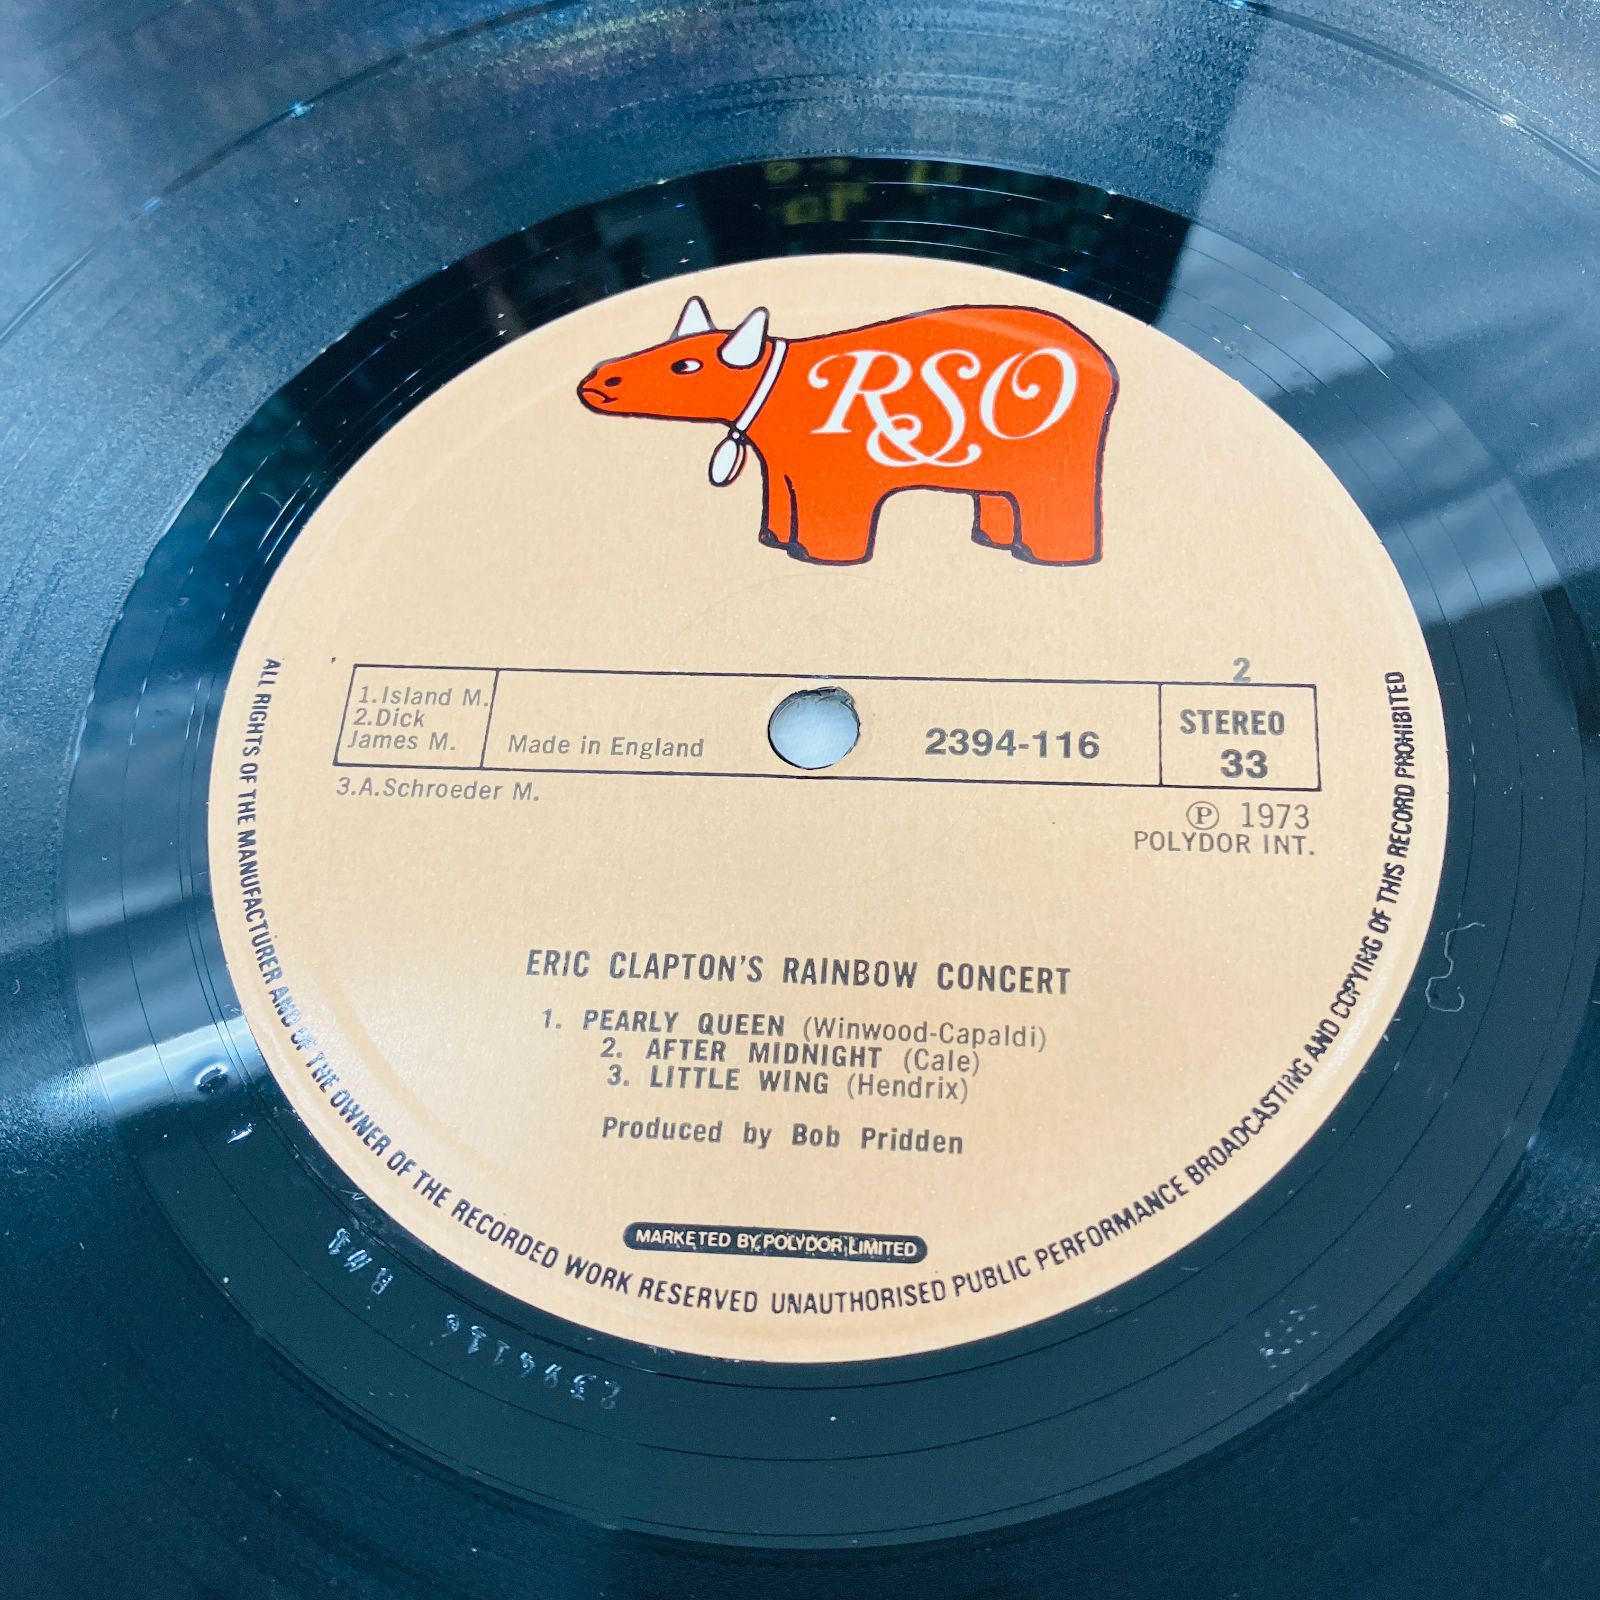 RSO
1.Island M.
2.Dick
James M.
3.A.Schroeder M.
Made in England
2394-116
2
STEREO
33
Ⓟ 1973
POLYDOR INT.
ERIC CLAPTON'S RAINBOW CONCERT
1. PEARLY QUEEN (Winwood-Capaldi)
2. AFTER MIDNIGHT (Cale)
3. LITTLE WING (Hendrix)
Produced by Bob Pridden
MARKETED BY POLYDOR LIMITED
ALL RIGHTS OF THE MANUFACTURER AND OF THE OWNER OF THE RECORDED WORK RESERVED UNAUTHORISED PUBLIC PERFORMANCE BROADCASTING AND COPYING OF THIS RECORD PROHIBITED
2394116